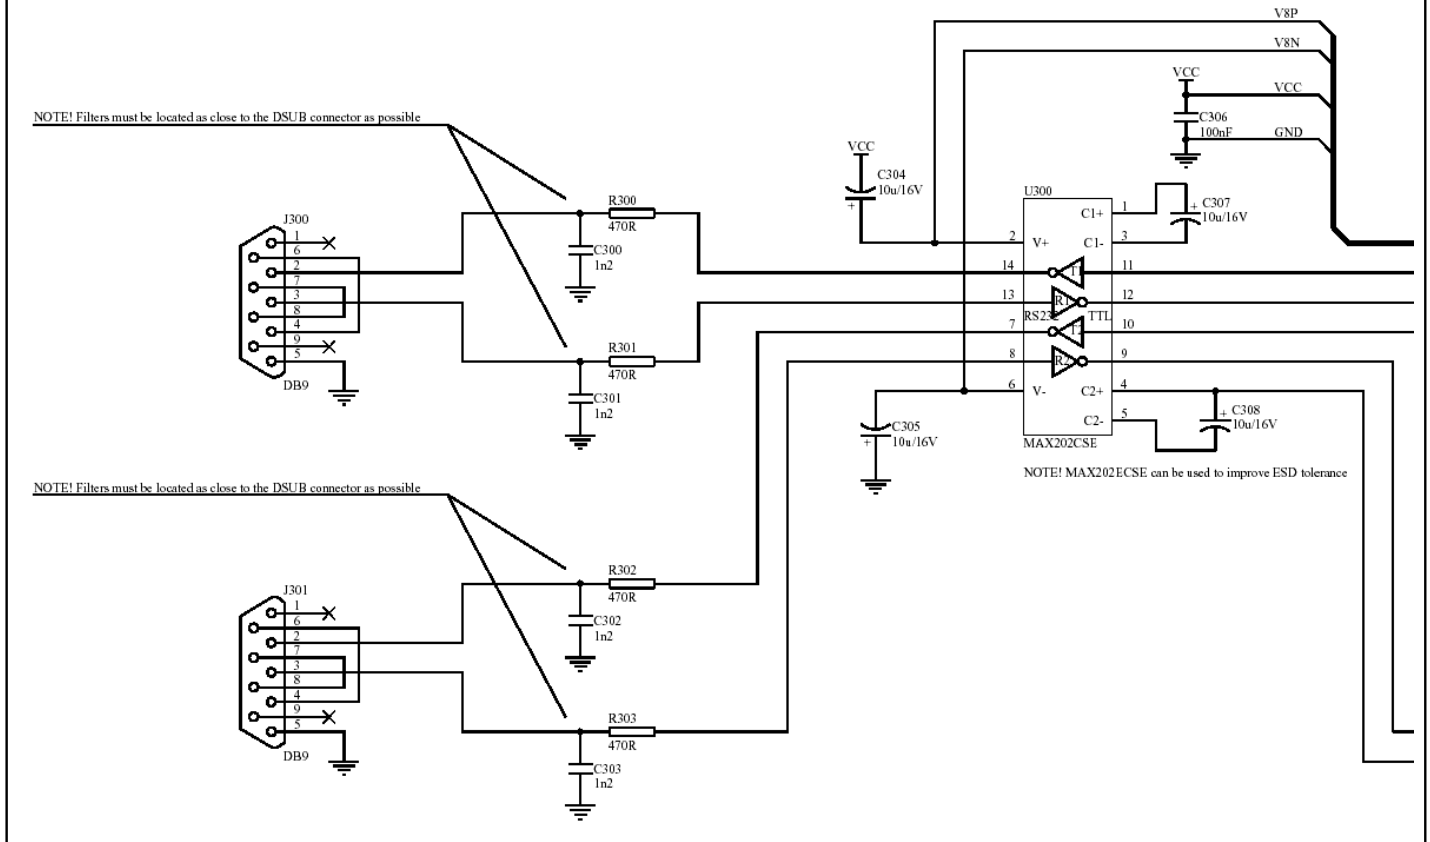 V8P
V8N
VCC
VCC
C306
100nF
GND
NOTE! Filters must be located as close to the DSUB connector as possible
VCC
C304
10u/16V
+
U300
R300
470R
C300
1n2
J300
1
6
2
7
3
8
4
9
5
DB9
R301
470R
C301
1n2
2
V+
14
13
7
8
6
V-
C1+
1
C1-
3
+
C307
10u/16V
T1
11
R1
12
RS232
TTL
T2
10
R2
9
C2+
4
C2-
5
+
C308
10u/16V
MAX202CSE
C305
10u/16V
+
NOTE! MAX202ECSE can be used to improve ESD tolerance
NOTE! Filters must be located as close to the DSUB connector as possible
R302
470R
C302
1n2
J301
1
6
2
7
3
8
4
9
5
DB9
R303
470R
C303
1n2